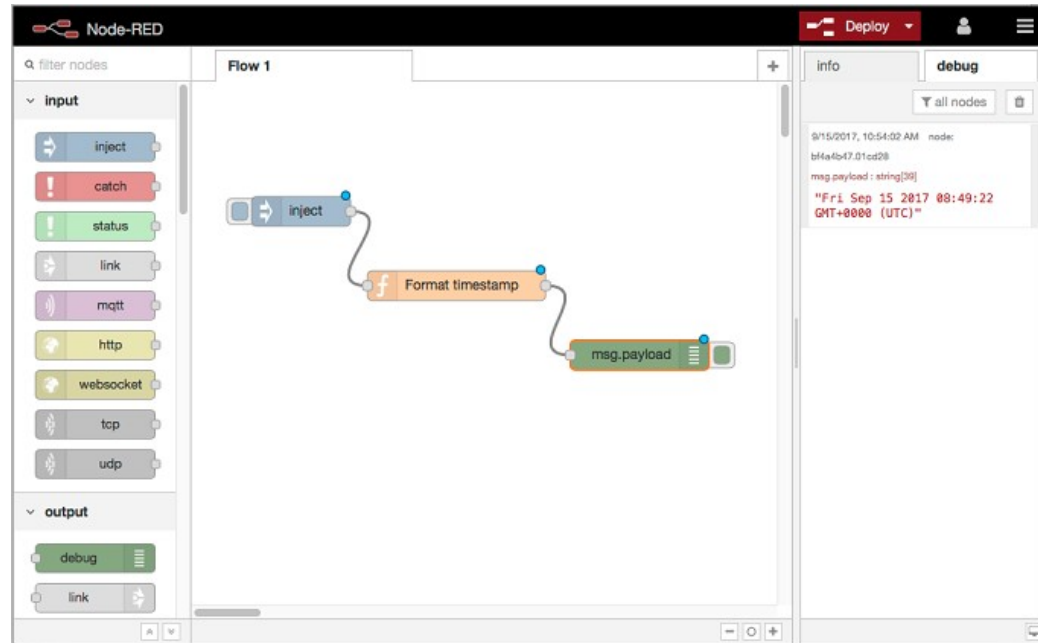 Node-RED
Deploy
filter nodes
Flow 1
info
debug
input
all nodes
inject
catch
status
link
mqtt
http
websocket
tcp
udp
output
debug
link
inject
Format timestamp
msg.payload
9/15/2017, 10:54:02 AM node:
bf4a4b47.01cd28
msg.payload : string[39]
"Fri Sep 15 2017 08:49:22
GMT+0000 (UTC)"